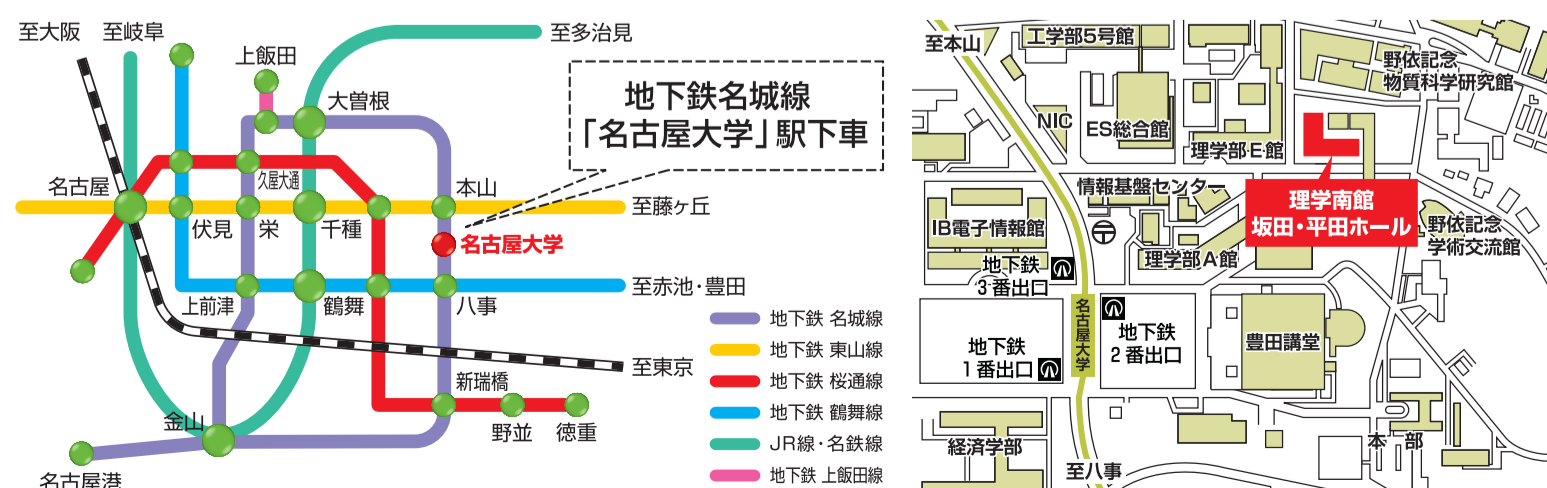 至大阪
至岐阜
至多治見
上飯田
大曽根
地下鉄名城線
「名古屋大学」駅下車
名古屋
久屋大通
本山
至藤ヶ丘
伏見
栄
千種
名古屋大学
上前津
鶴舞
八事
至赤池・豊田
至東京
新瑞橋
金山
野並
徳重
名古屋港
地下鉄 名城線
地下鉄 東山線
地下鉄 桜通線
地下鉄 鶴舞線
JR線・名鉄線
地下鉄 上飯田線
至本山
工学部5号館
野依記念
物質科学研究館
NIC
ES総合館
理学部E館
情報基盤センター
理学南館
坂田・平田ホール
IB電子情報館
野依記念
学術交流館
理学部A館
地下鉄
3番出口
名古屋大学
地下鉄
2番出口
地下鉄
1番出口
豊田講堂
経済学部
本部
至八事